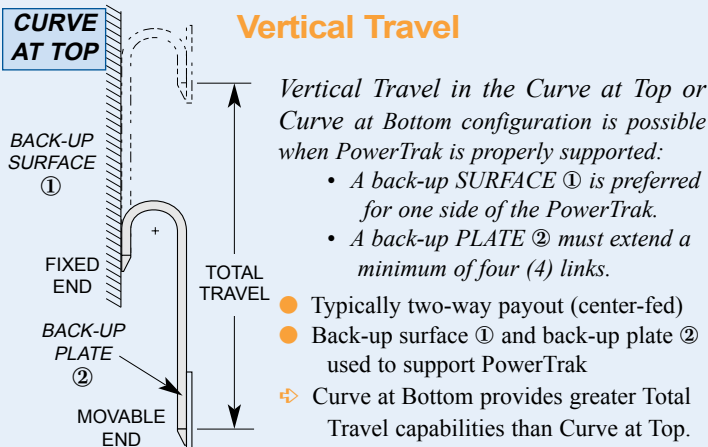 CURVE
AT TOP
Vertical Travel
BACK-UP
SURFACE
①
FIXED
END
TOTAL
TRAVEL
BACK-UP
PLATE
②
MOVABLE
END
Vertical Travel in the Curve at Top or
Curve at Bottom configuration is possible
when PowerTrak is properly supported:
• A back-up SURFACE ① is preferred
for one side of the PowerTrak.
• A back-up PLATE ② must extend a
minimum of four (4) links.
● Typically two-way payout (center-fed)
● Back-up surface ① and back-up plate ②
used to support PowerTrak
➪ Curve at Bottom provides greater Total
Travel capabilities than Curve at Top.